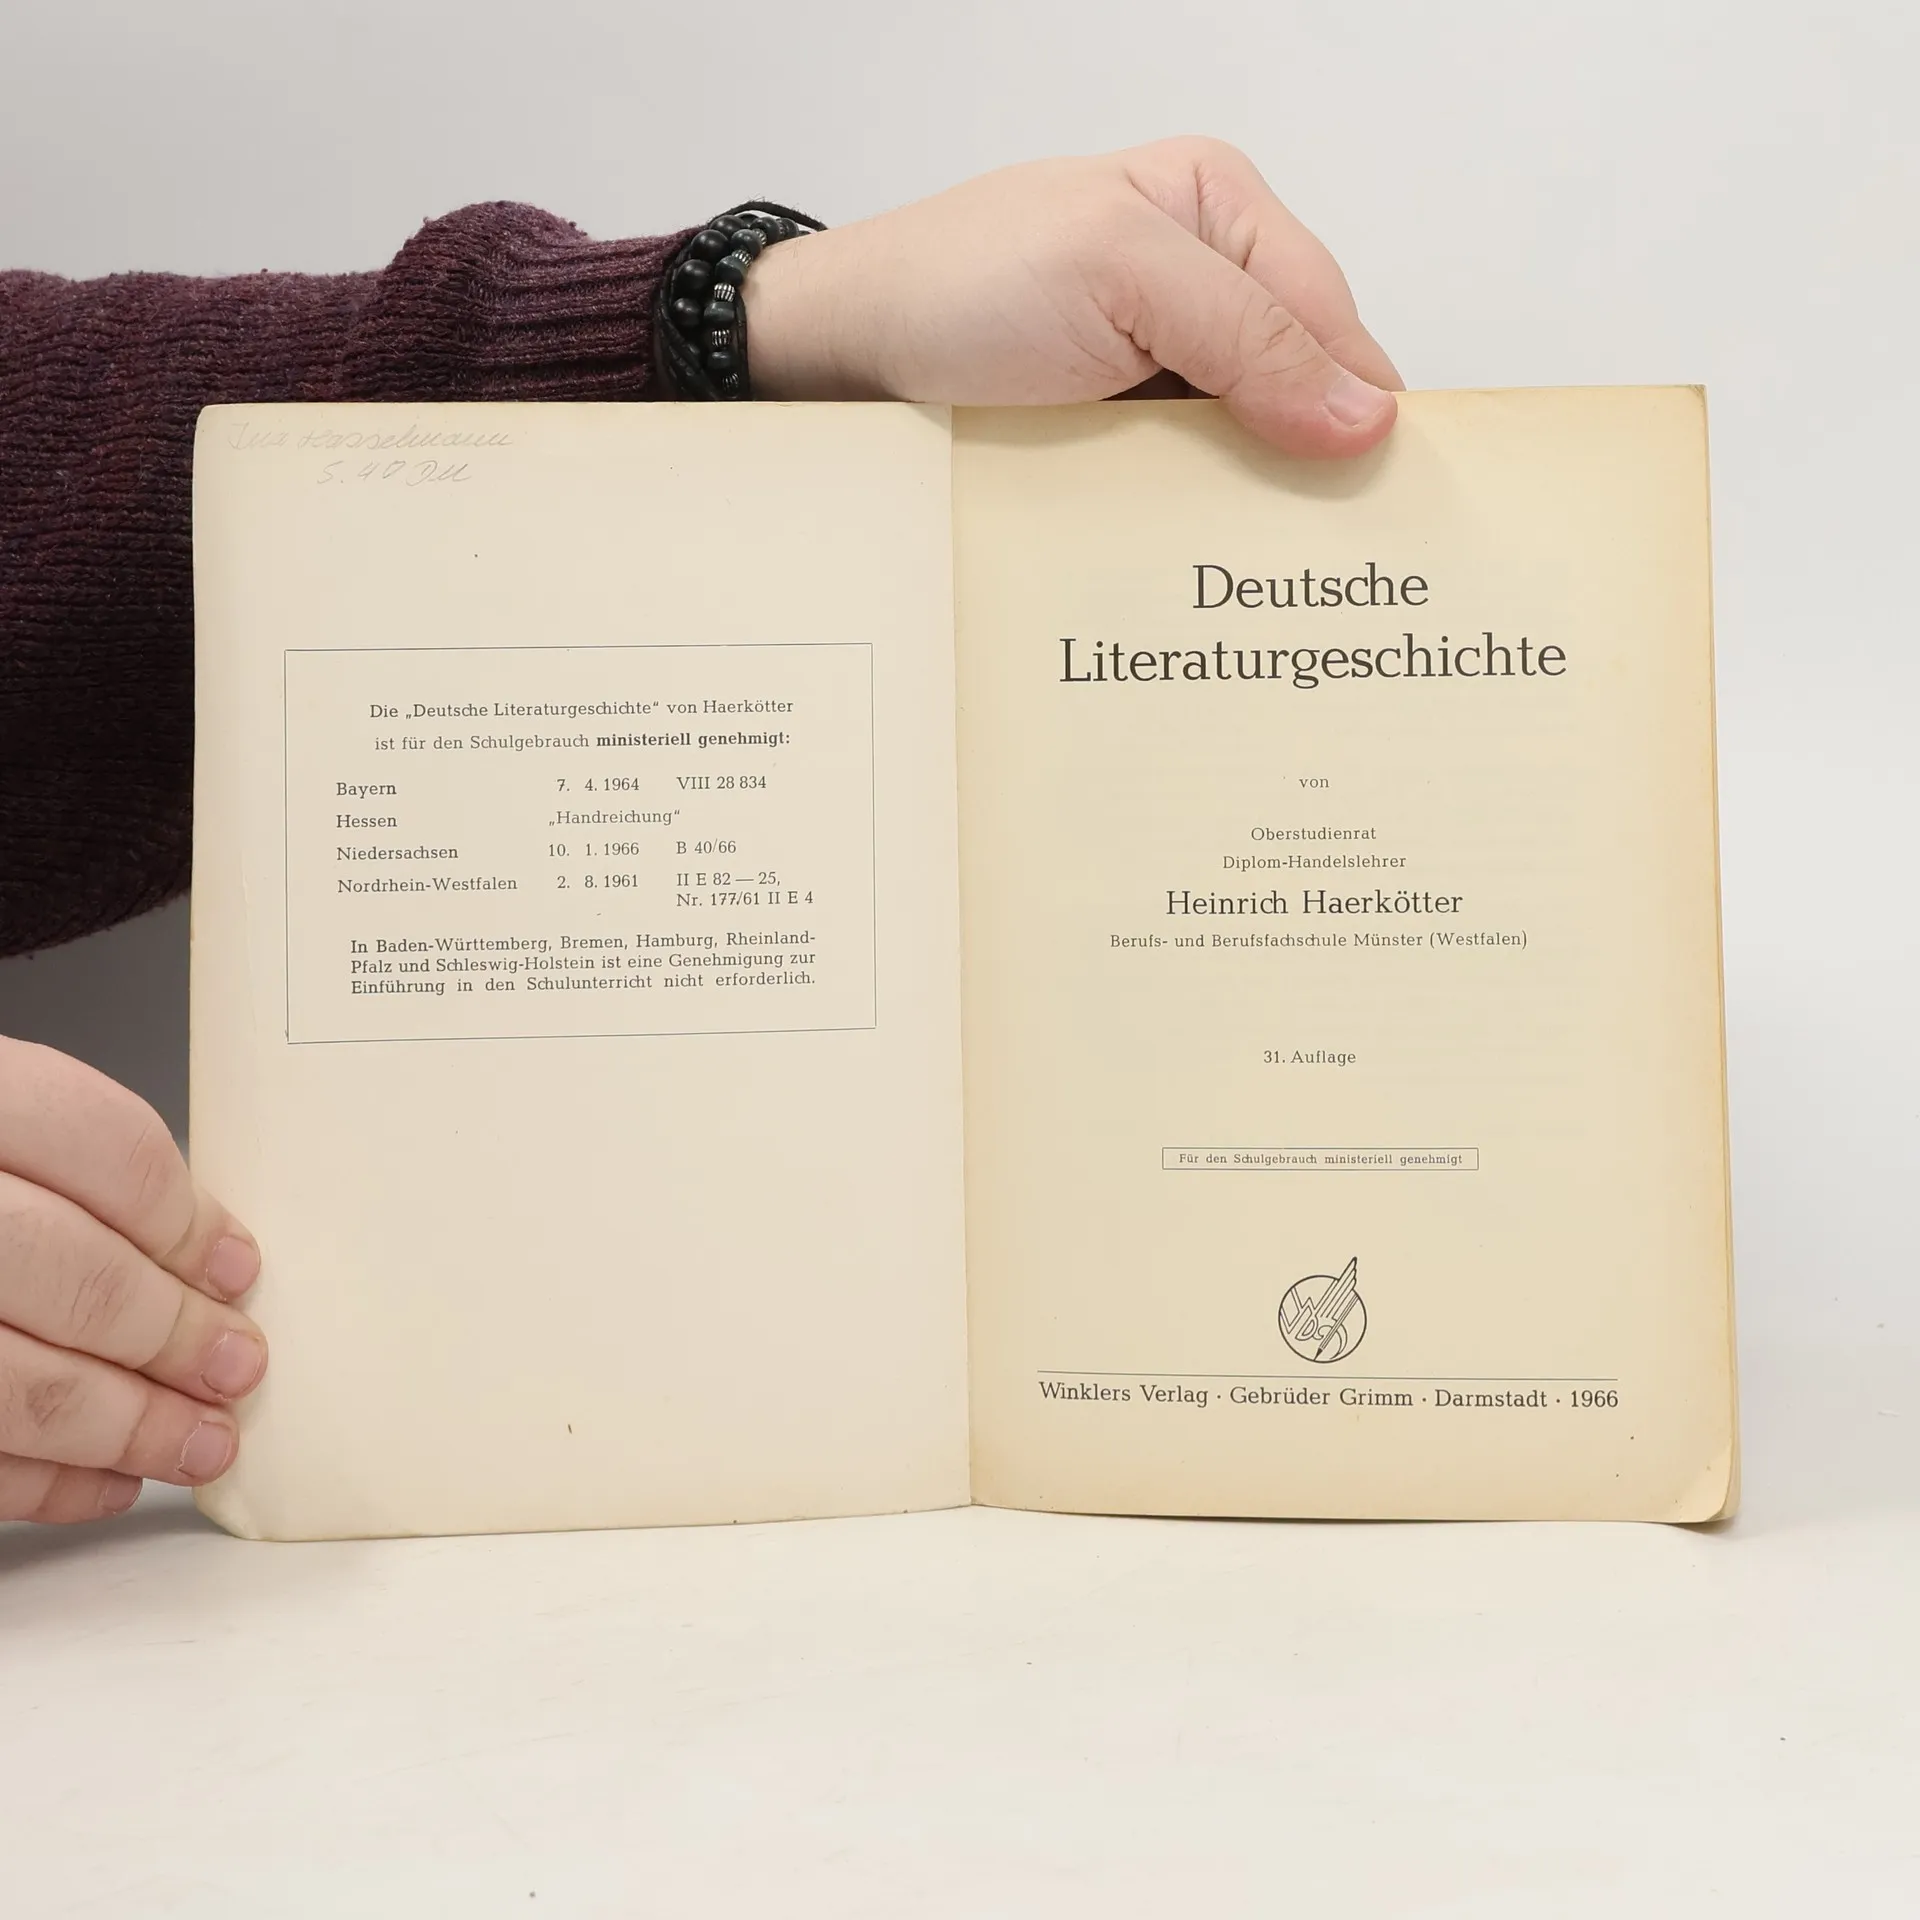 Hasselmann
S. 40 DM
Die „Deutsche Literaturgeschichte“ von Haerkötter
ist für den Schulgebrauch ministeriell genehmigt:
Bayern 7. 4. 1964 VIII 28 834
Hessen „Handreichung“
Niedersachsen 10. 1. 1966 B 40/66
Nordrhein-Westfalen 2. 8. 1961 II E 82 — 25,
Nr. 177/61 II E 4
In Baden-Württemberg, Bremen, Hamburg, Rheinland-
Pfalz und Schleswig-Holstein ist eine Genehmigung zur
Einführung in den Schulunterricht nicht erforderlich.
Deutsche
Literaturgeschichte
von
Oberstudienrat
Diplom-Handelslehrer
Heinrich Haerkötter
Berufs- und Berufsfachschule Münster (Westfalen)
31. Auflage
Für den Schulgebrauch ministeriell genehmigt
Winklers Verlag · Gebrüder Grimm · Darmstadt · 1966